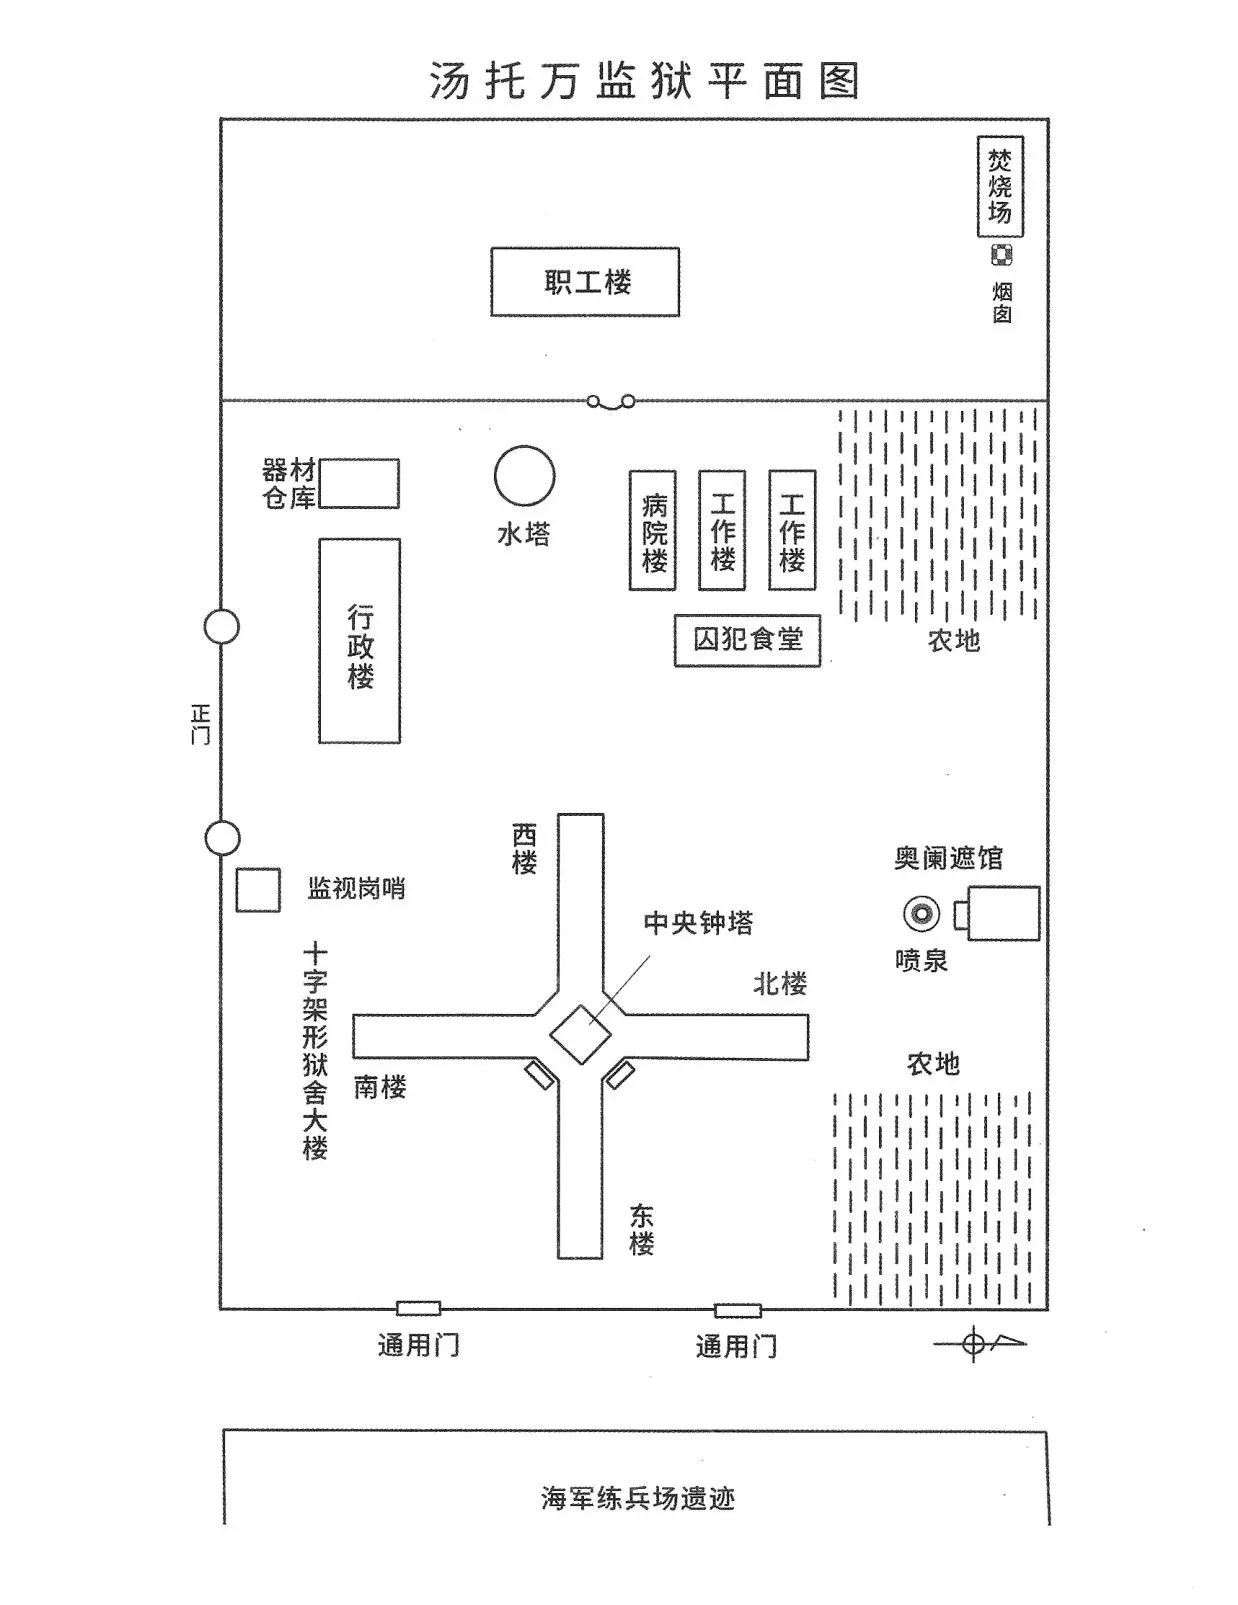 汤托万监狱平面图
焚烧场
烟囱
职工楼
器材
仓库
水塔
病院楼
工作楼
工作楼
农地
行政楼
囚犯食堂
正门
西楼
监视岗哨
奥阑遮馆
中央钟塔
喷泉
十字架形狱舍大楼
北楼
南楼
农地
东楼
通用门
通用门
海军练兵场遗迹